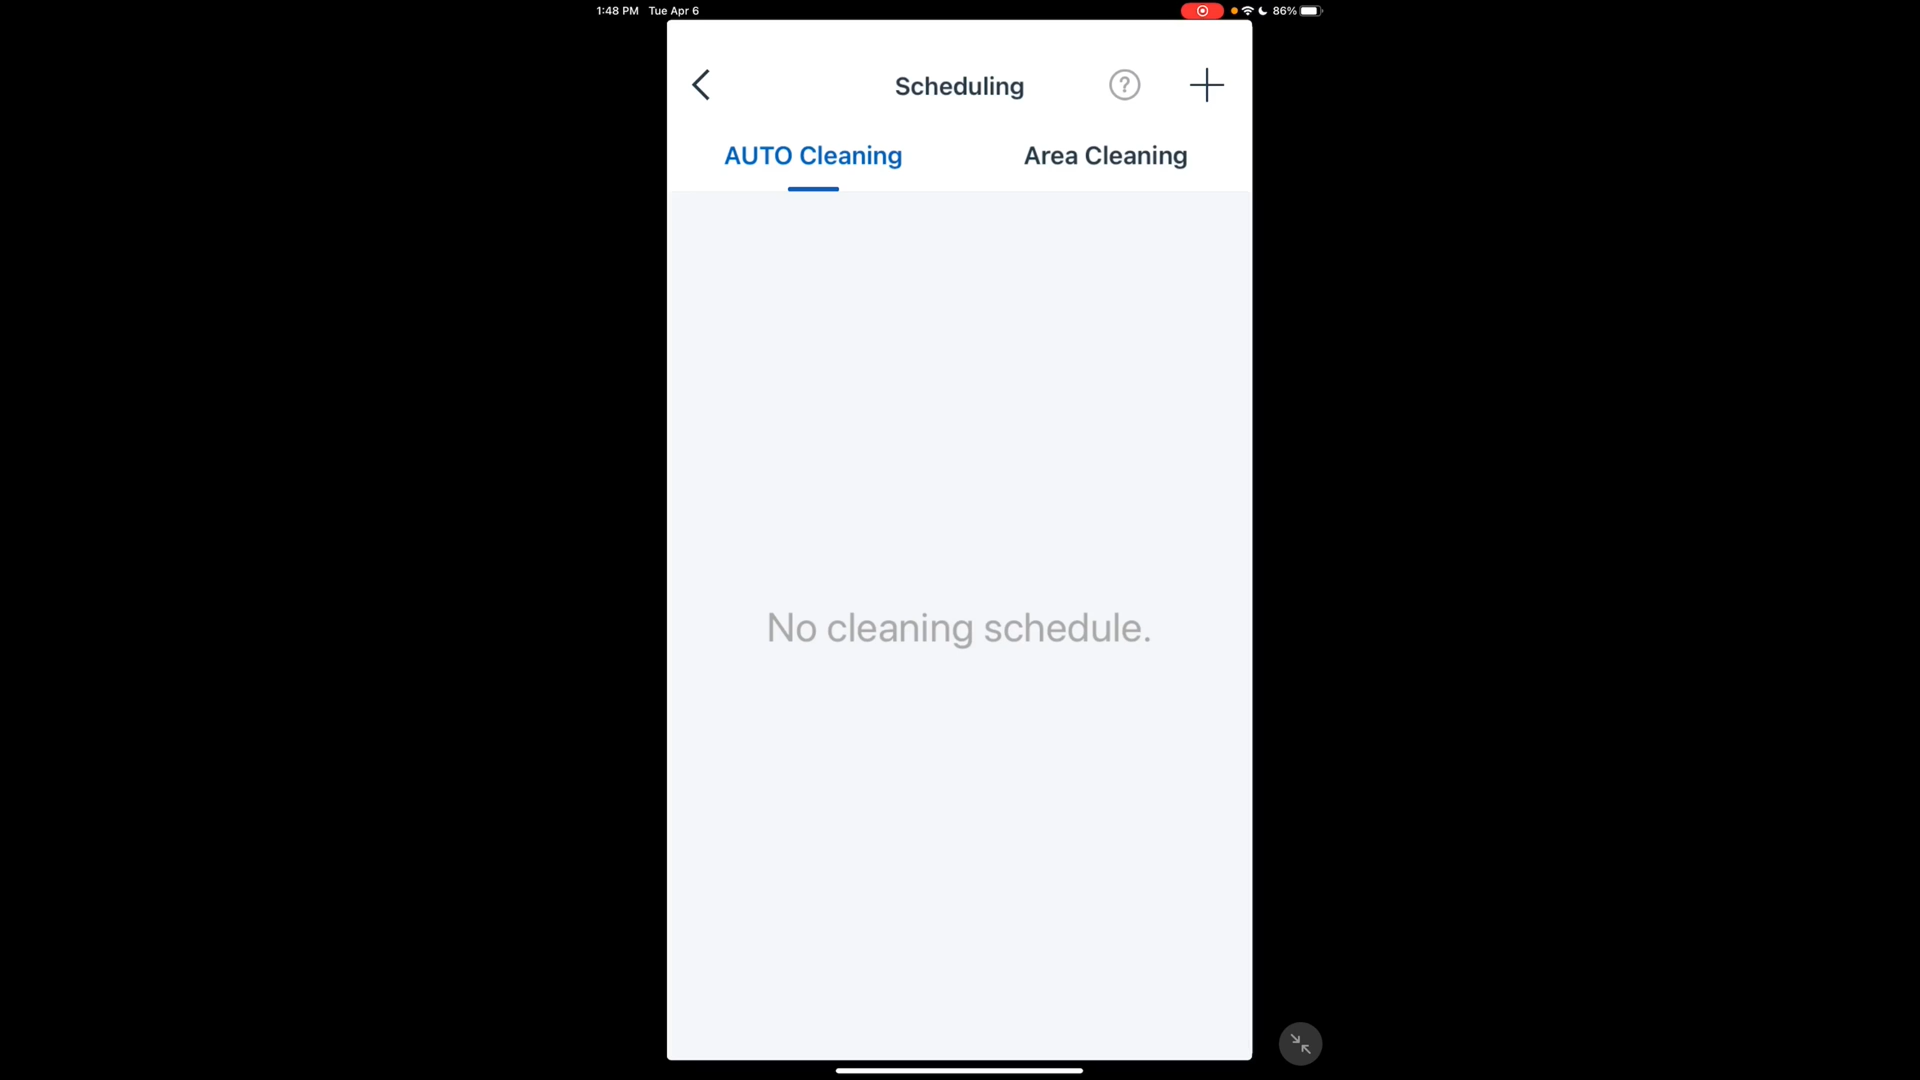 1:48 PM Tue Apr 6
86%
Scheduling
?
AUTO Cleaning
Area Cleaning
No cleaning schedule.